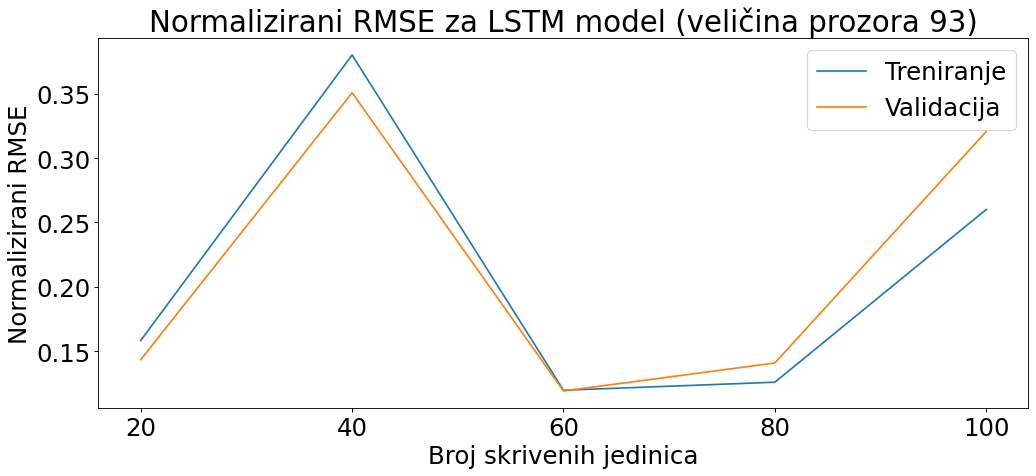 Normalizirani RMSE za LSTM model (veličina prozora 93)
Treniranje
Validacija
Normalizirani RMSE
0.35
0.30
0.25
0.20
0.15
20 40 60 80 100
Broj skrivenih jedinica